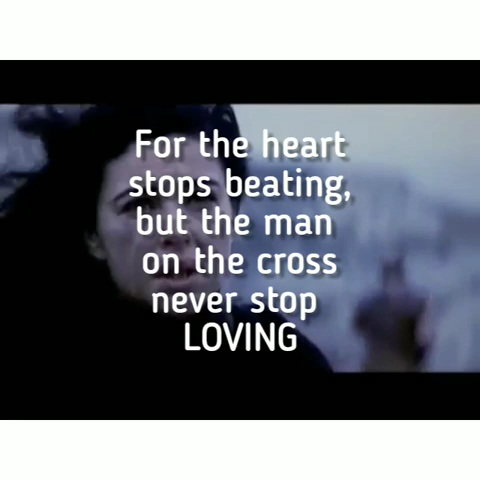 For the heart
stops beating,
but the man
on the cross
never stop
LOVING